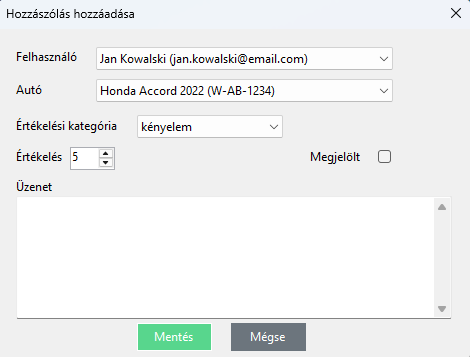 Hozzászólás hozzáadása
Felhasználó Jan Kowalski (jan.kowalski@email.com)
Autó Honda Accord 2022 (W-AB-1234)
Értékelési kategória kényelem
Értékelés 5 Megjelölt
Üzenet
Mentés Mégse